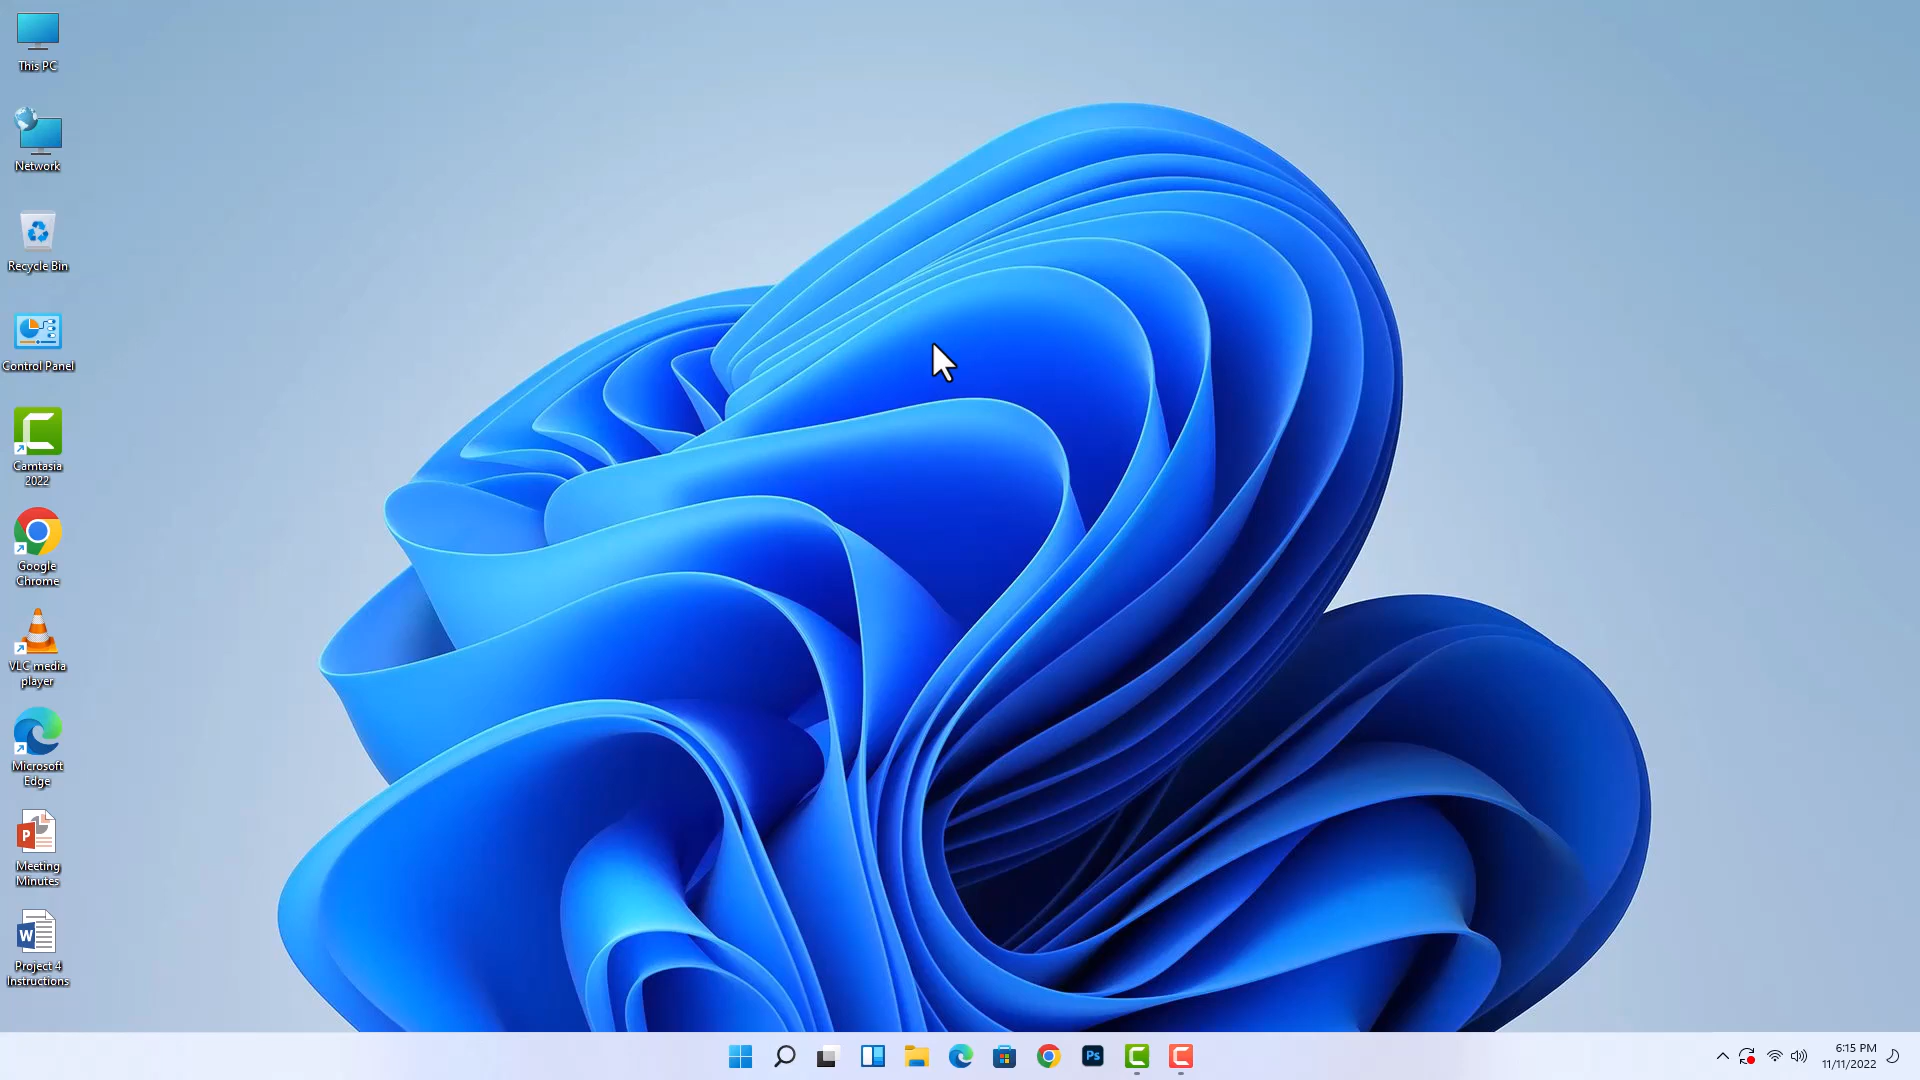 This PC
Network
Recycle Bin
Control Panel
Camtasia
2022
Google
Chrome
VLC media
player
Microsoft
Edge
P
Meeting
Minutes
W
Project 4
Instructions
Ps
6:15 PM
11/11/2022